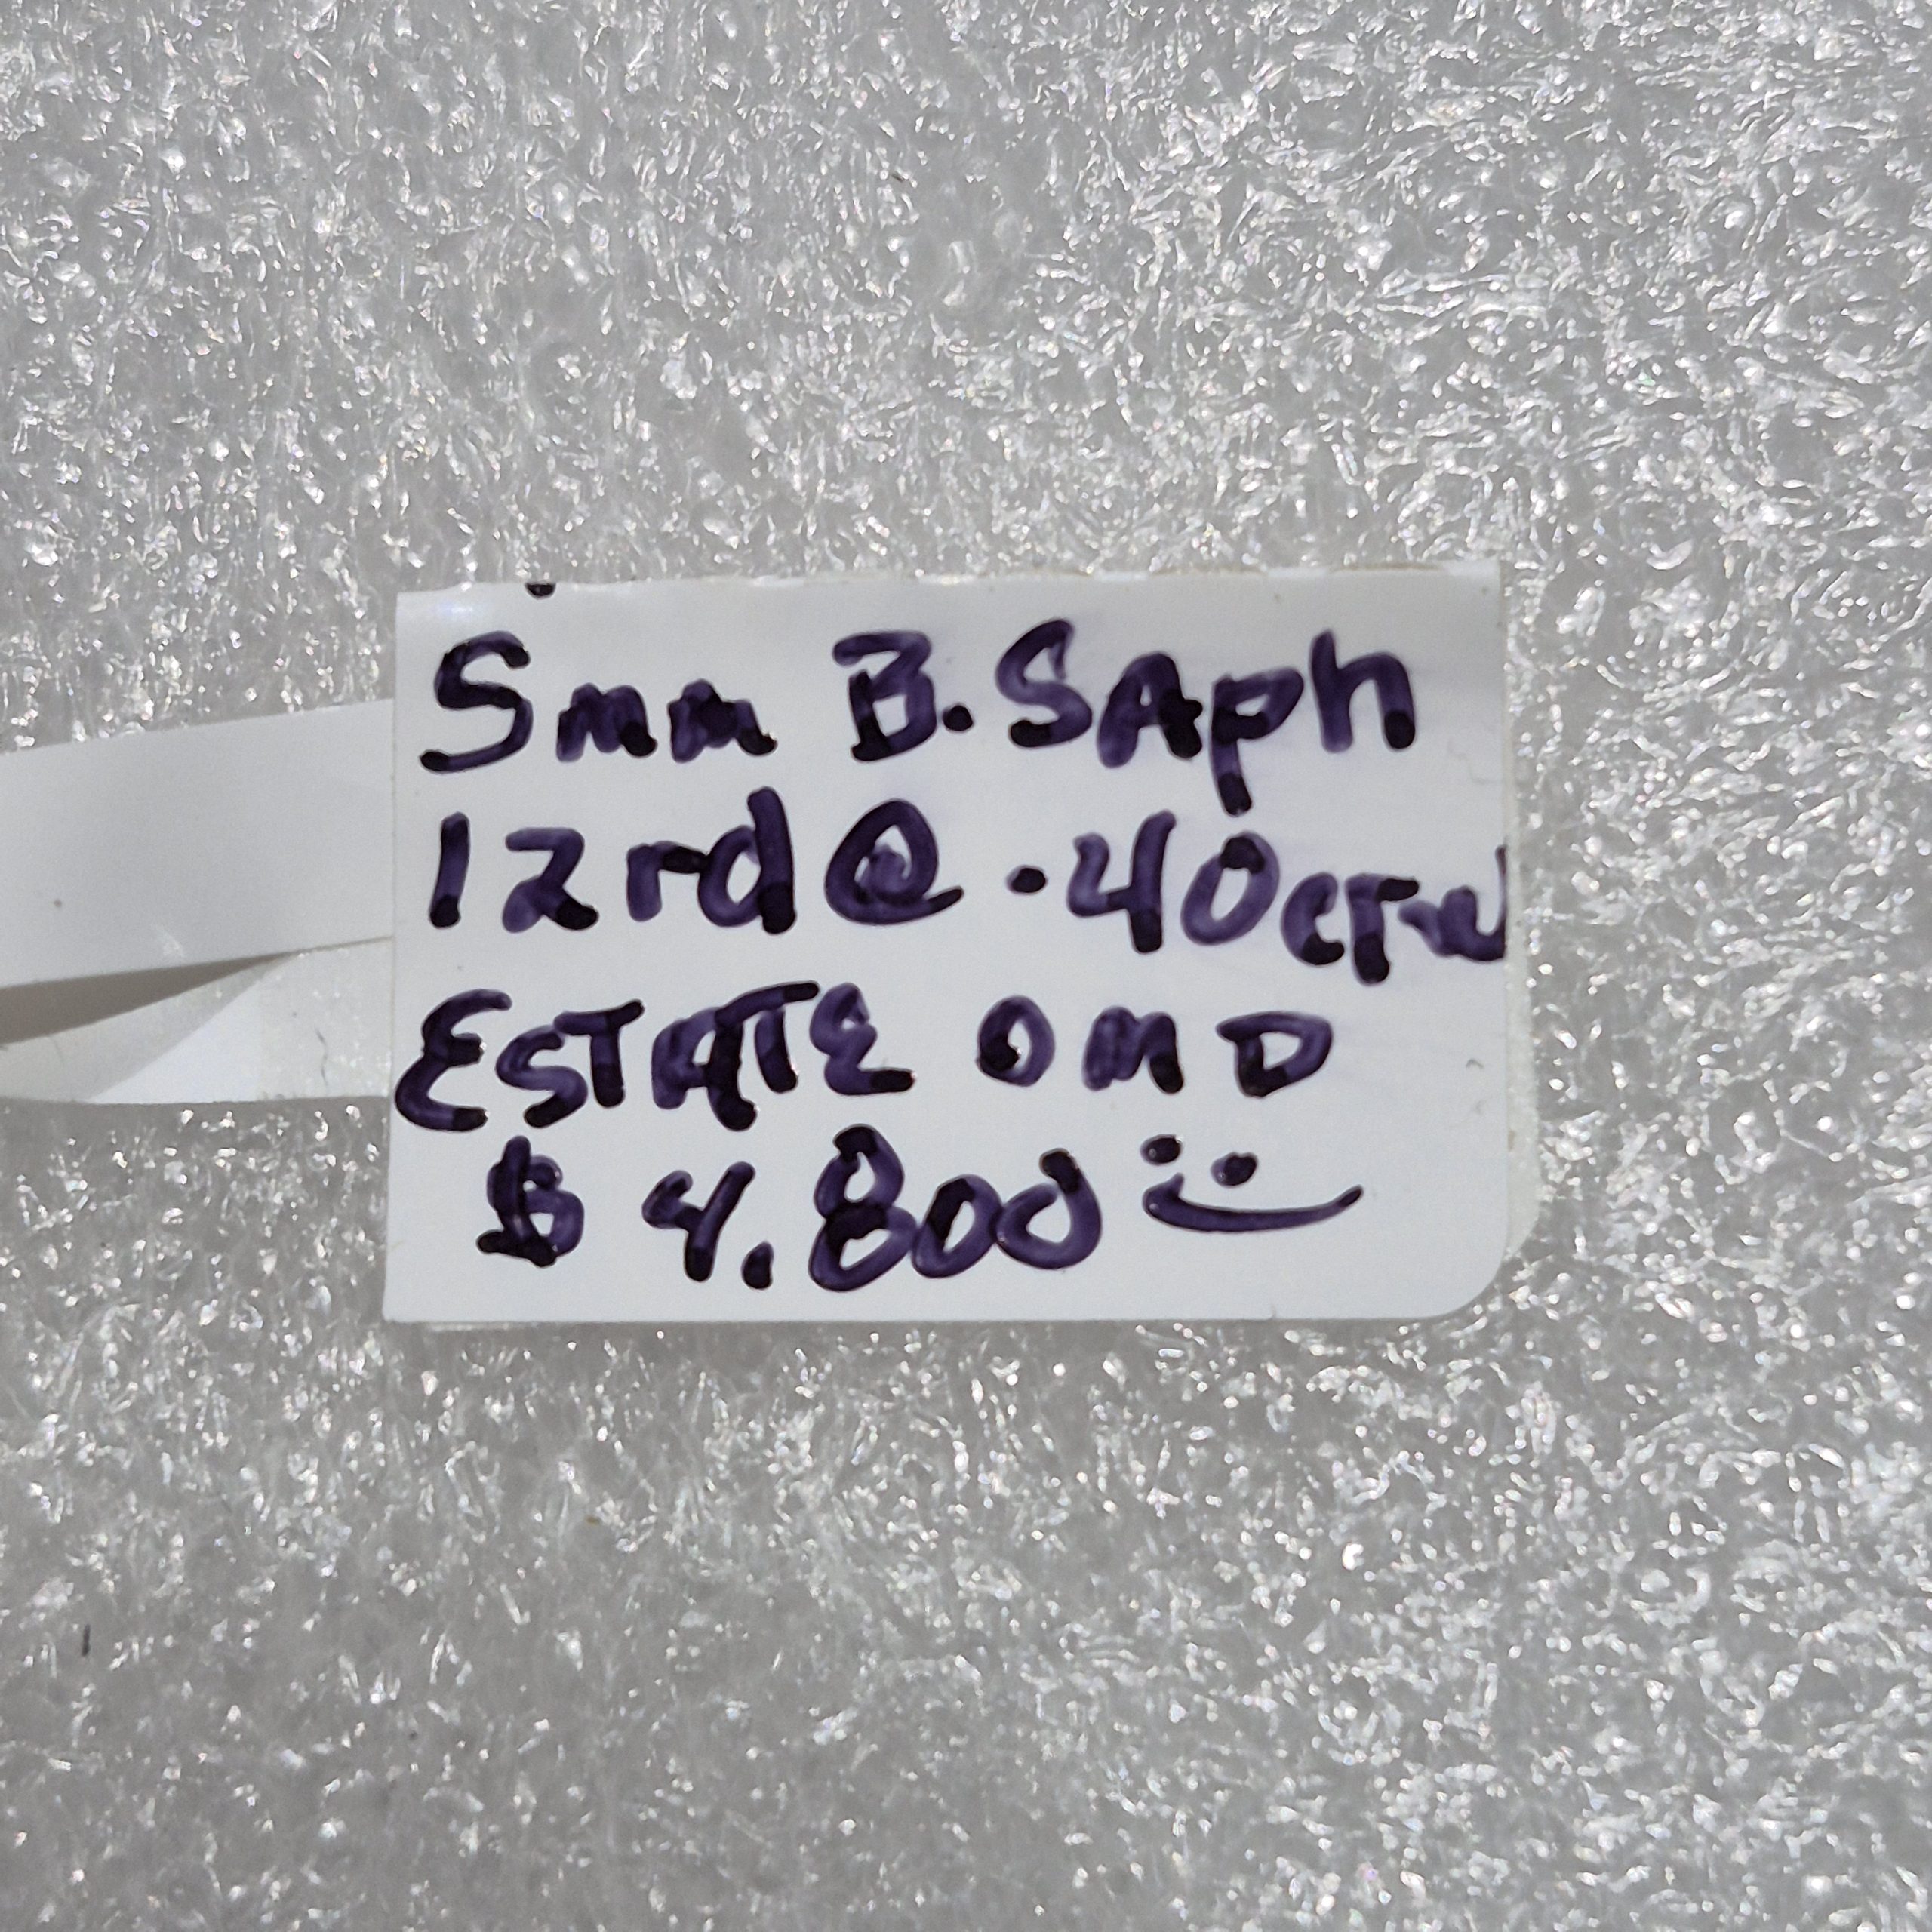 5mm B. SAph
12rd @ .40ctw
ESTATE OMD
$ 4.800 :)